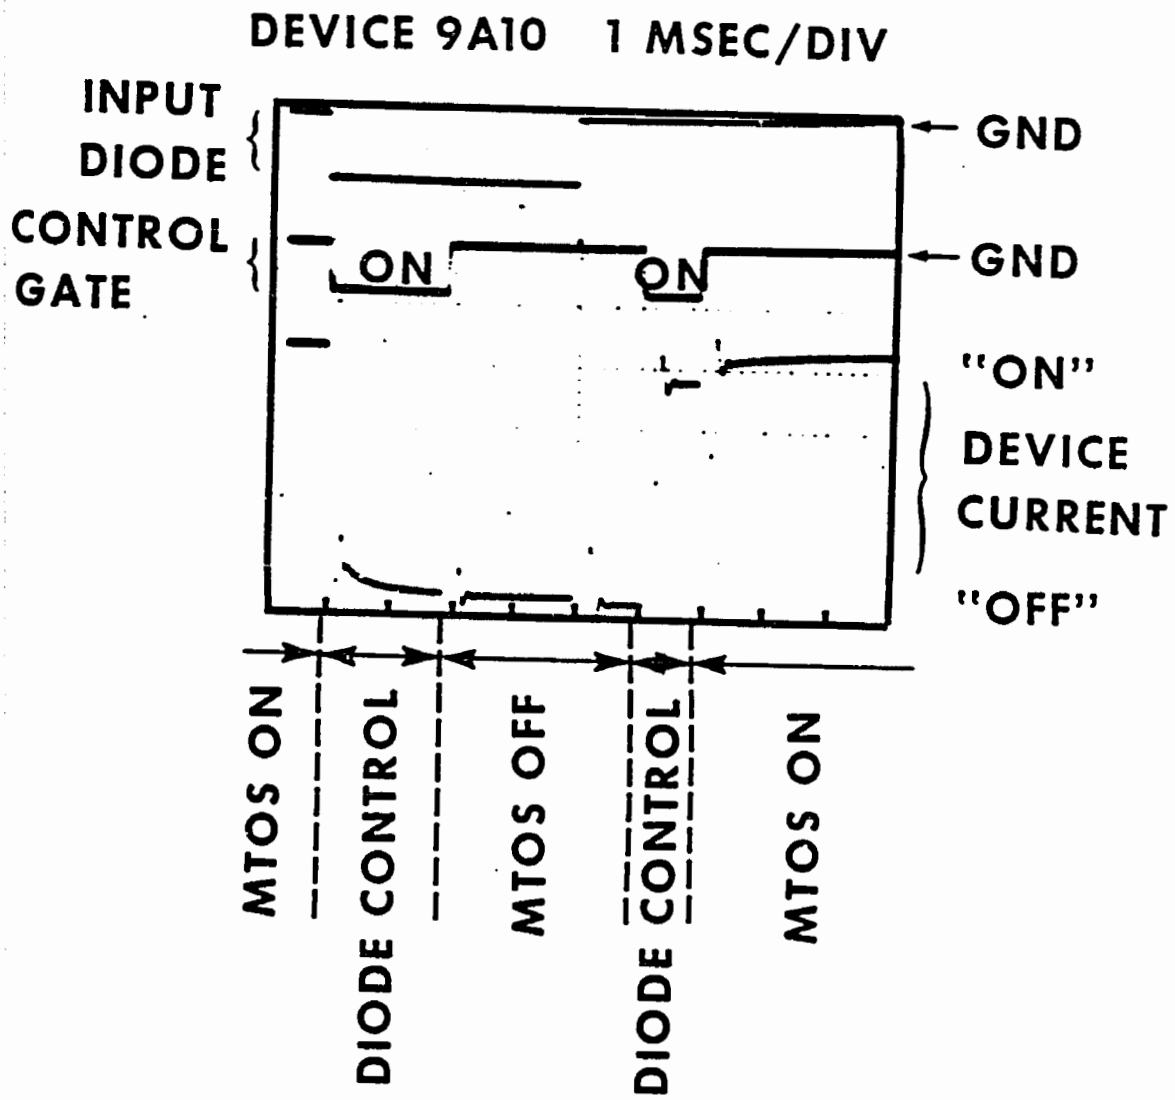 DEVICE 9A10 1 MSEC/DIV
INPUT
DIODE
GND
CONTROL
GATE
ON
ON
GND
"ON"
DEVICE
CURRENT
"OFF"
MTOS ON
DIODE CONTROL
MTOS OFF
DIODE CONTROL
MTOS ON